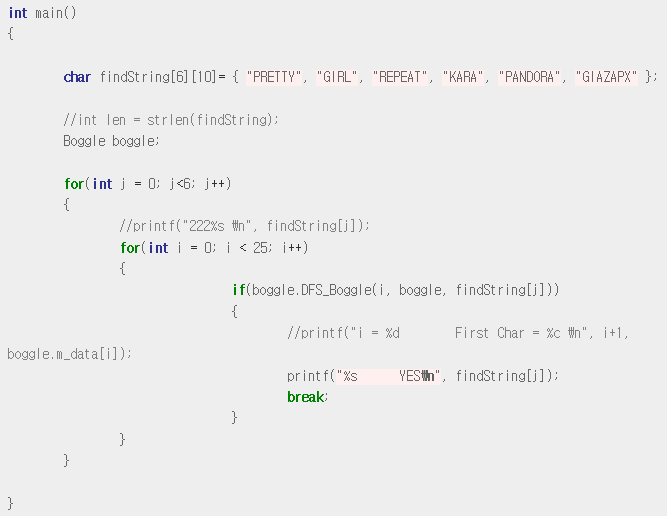 int main()
{
char findString[6][10]= { "PRETTY", "GIRL", "REPEAT", "KARA", "PANDORA", "GIAZAPX" };
//int len = strlen(findString);
Boggle boggle;
for(int j = 0; j<6; j++)
{
//printf("222%s ₩n", findString[j]);
for(int i = 0; i < 25; i++)
{
if(boggle.DFS_Boggle(i, boggle, findString[j]))
{
//printf("i = %d       First Char = %c ₩n", i+1,
boggle.m_data[i]);
printf("%s      YES₩n", findString[j]);
break;
}
}
}
}